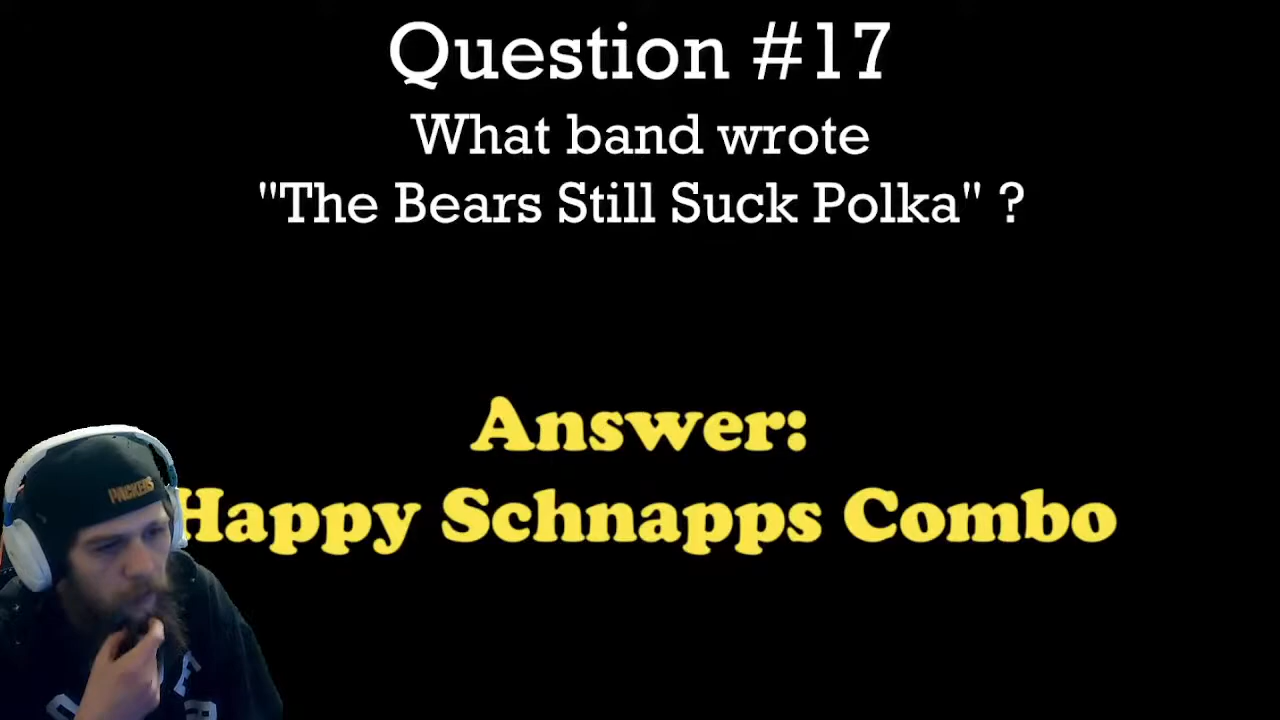 Question #17
What band wrote
"The Bears Still Suck Polka" ?
Answer:
Happy Schnapps Combo
PACKERS